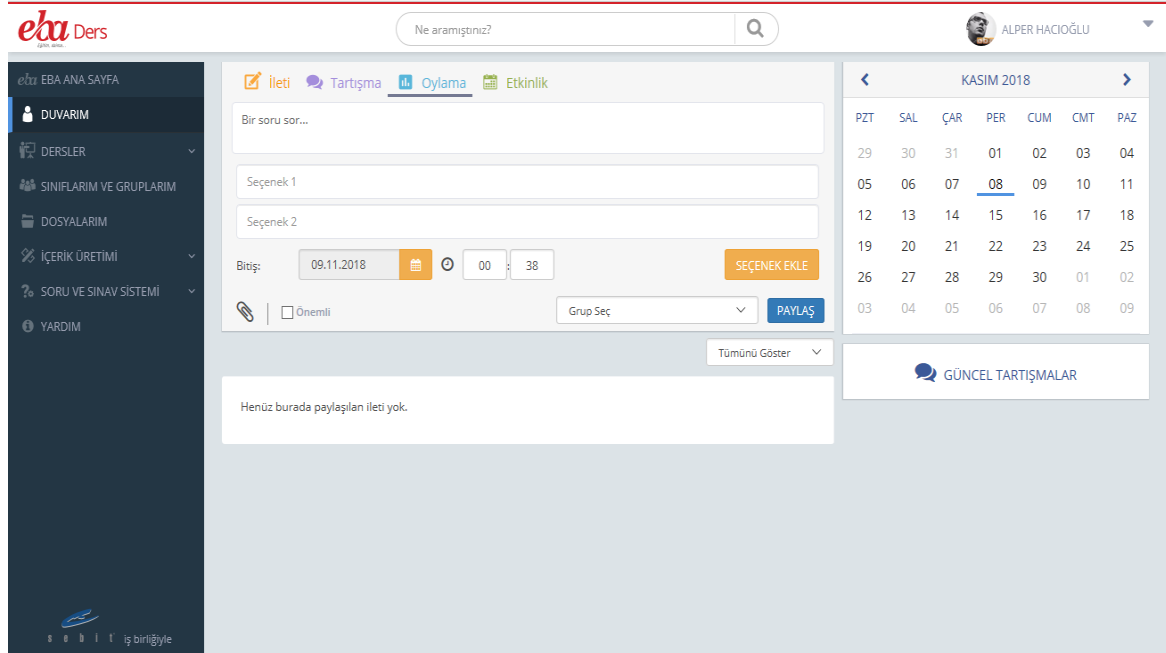 eba Ders
Eğitim, sonra...
Ne aramıştınız?
ALPER HACIOĞLU
eba EBA ANA SAYFA
DUVARIM
DERSLER
SINIFLARIM VE GRUPLARIM
DOSYALARIM
İÇERİK ÜRETİMİ
SORU VE SINAV SİSTEMİ
YARDIM
sebit iş birliğiyle
İleti Tartışma Oylama Etkinlik
Bir soru sor...
Seçenek 1
Seçenek 2
Bitiş: 09.11.2018 00 : 38 SEÇENEK EKLE
Önemli Grup Seç PAYLAŞ
Tümünü Göster
Henüz burada paylaşılan ileti yok.
KASIM 2018
PZT SAL ÇAR PER CUM CMT PAZ
29 30 31 01 02 03 04
05 06 07 08 09 10 11
12 13 14 15 16 17 18
19 20 21 22 23 24 25
26 27 28 29 30 01 02
03 04 05 06 07 08 09
GÜNCEL TARTIŞMALAR